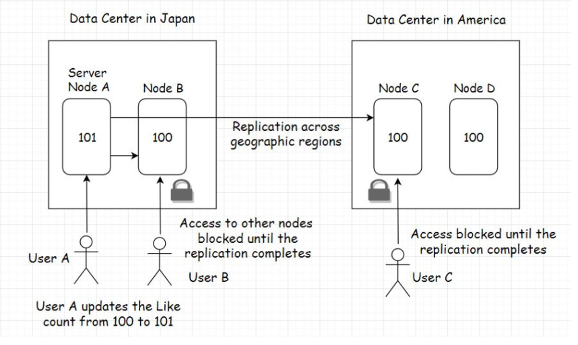 Data Center in Japan
Data Center in America
Server
Node A
Node B
Node C
Node D
101
100
100
100
Replication across
geographic regions
Access to other nodes
blocked until the
replication completes
Access blocked until the
replication completes
User A
User B
User C
User A updates the Like
count from 100 to 101